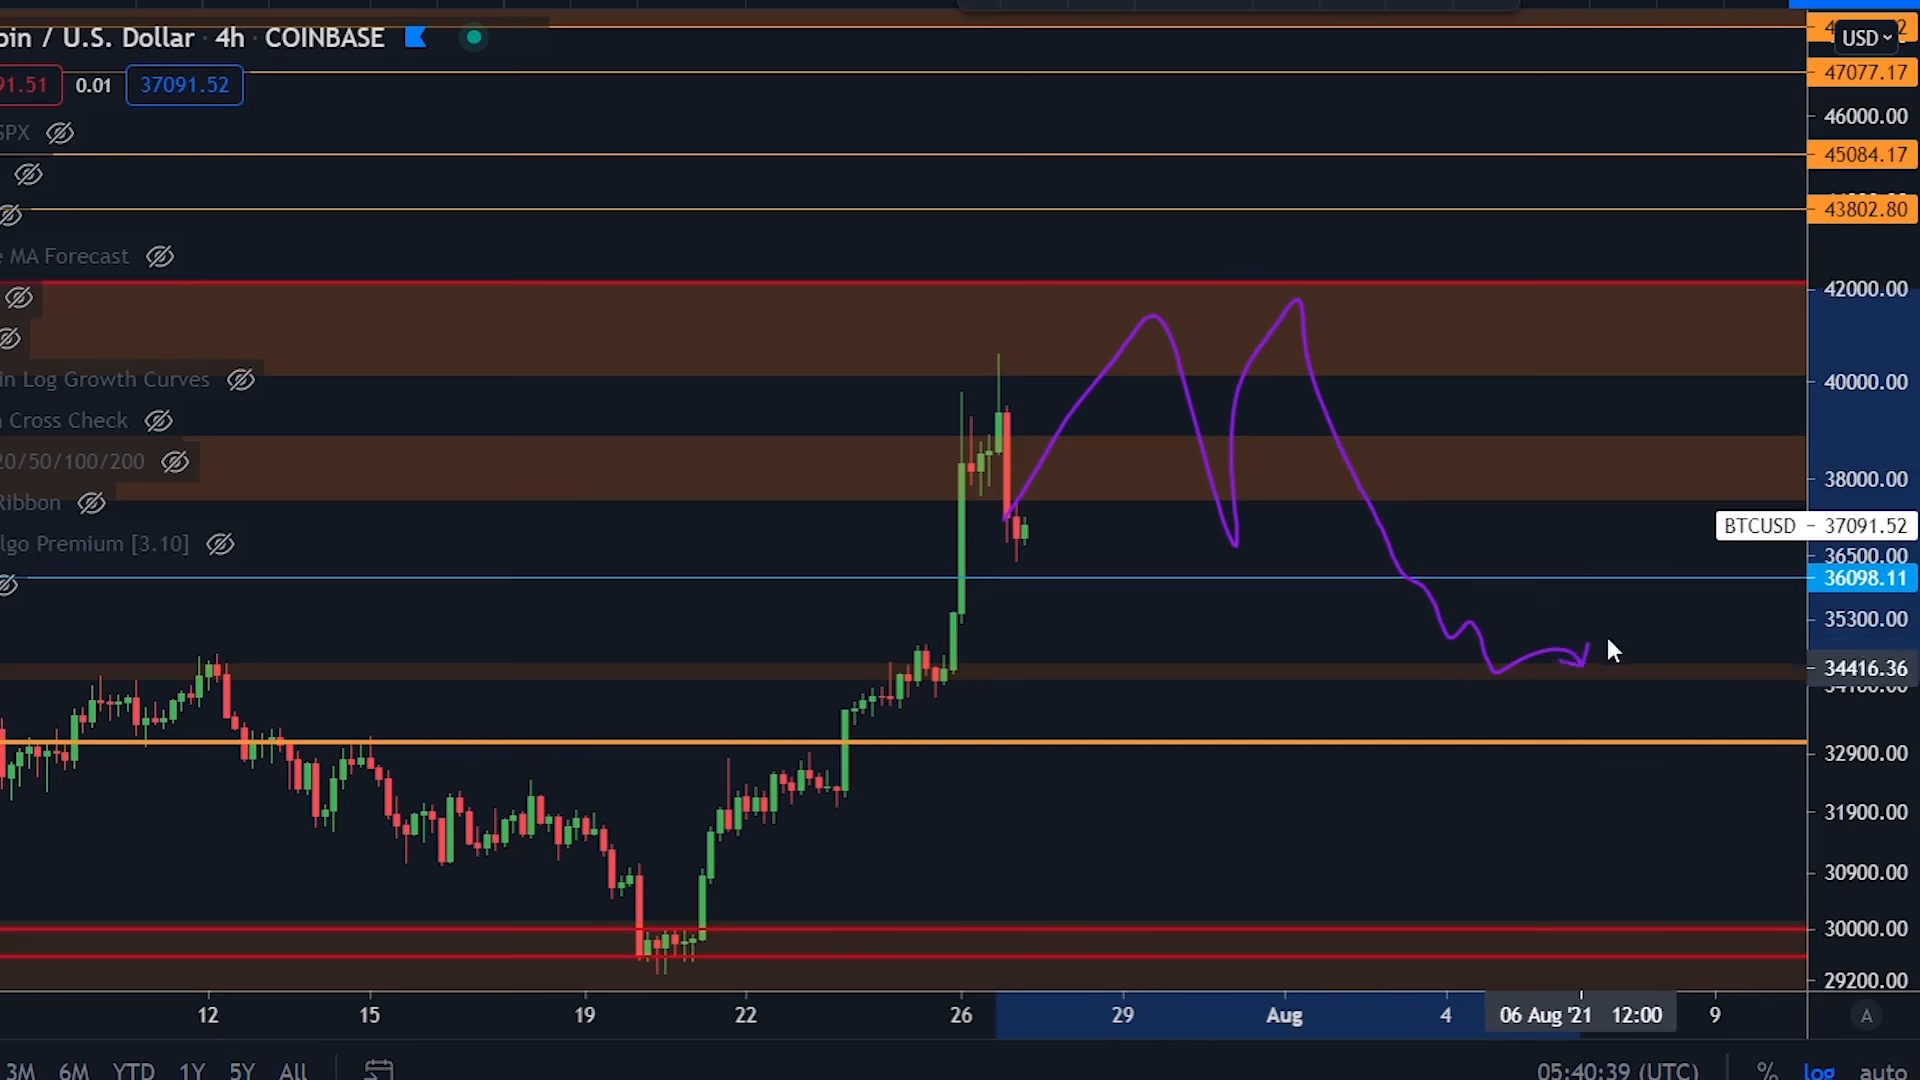 oin / U.S. Dollar · 4h · COINBASE
91.51 0.01 37091.52
SPX
e MA Forecast
in Log Growth Curves
n Cross Check
20/50/100/200
Ribbon
lgo Premium [3.10]
USD
47077.17
46000.00
45084.17
43802.80
42000.00
40000.00
38000.00
BTCUSD - 37091.52
36500.00
36098.11
35300.00
34416.36
34100.00
32900.00
31900.00
30900.00
30000.00
29200.00
12 15 19 22 26 29 Aug 4 06 Aug '21 12:00 9 A
3M 6M YTD 1Y 5Y All 05:40:39 (UTC) % log auto